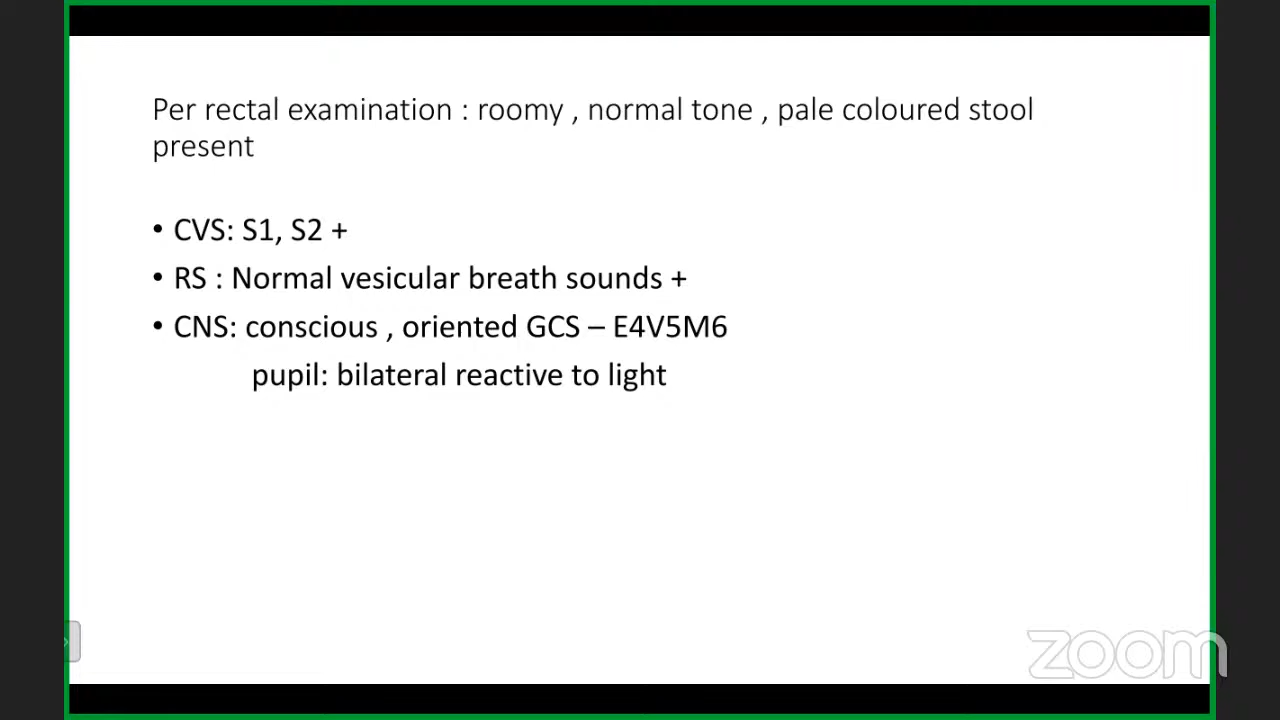 Per rectal examination : roomy , normal tone , pale coloured stool
present
• CVS: S1, S2 +
• RS : Normal vesicular breath sounds +
• CNS: conscious , oriented GCS – E4V5M6
pupil: bilateral reactive to light
zoom